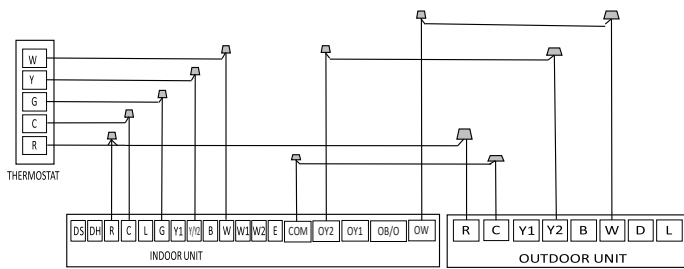 W
Y
G
C
R
THERMOSTAT
DS DH R C L G Y1 Y/Y2 B W W1 W2 E COM OY2 OY1 OB/O OW
INDOOR UNIT
R C Y1 Y2 B W D L
OUTDOOR UNIT